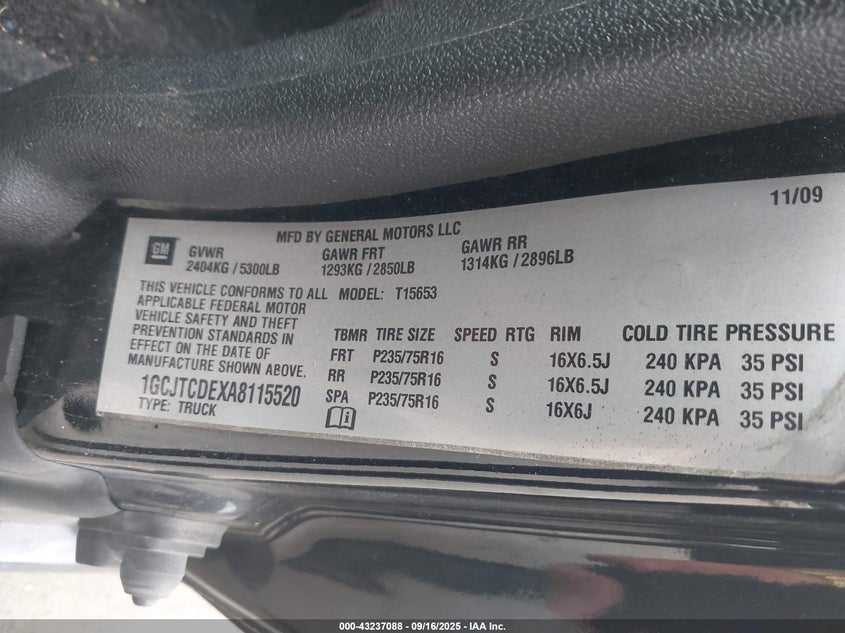 11/09
MFD BY GENERAL MOTORS LLC
GM
GVWR GAWR FRT GAWR RR
2404KG / 5300LB 1293KG / 2850LB 1314KG / 2896LB
THIS VEHICLE CONFORMS TO ALL MODEL: T15653
APPLICABLE FEDERAL MOTOR
VEHICLE SAFETY AND THEFT
PREVENTION STANDARDS IN
EFFECT ON THE DATE OF
MANUFACTURE SHOWN ABOVE.
1GCJTCDEXA8115520
TYPE: TRUCK
TBMR TIRE SIZE SPEED RTG RIM COLD TIRE PRESSURE
FRT P235/75R16 S 16X6.5J 240 KPA 35 PSI
RR P235/75R16 S 16X6.5J 240 KPA 35 PSI
SPA P235/75R16 S 16X6J 240 KPA 35 PSI
000-43237088 - 09/16/2025 - IAA Inc.